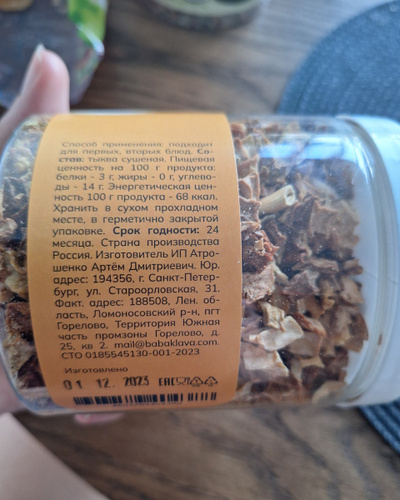 Способ применения: подходит
для первых, вторых блюд. Со-
став: тыква сушеная. Пищевая
ценность на 100 г продукта:
белки - 3 г, жиры - 0 г, углево-
ды - 14 г. Энергетическая цен-
ность 100 г продукта - 68 ккал.
Хранить в сухом прохладном
месте, в герметично закрытой
упаковке. Срок годности: 24
месяца. Страна производства
Россия. Изготовитель ИП Атро-
шенко Артём Дмитриевич. Юр.
адрес: 194356, г. Санкт-Петер-
бург, ул. Староорловская, 31.
Факт. адрес: 188508, Лен. об-
ласть, Ломоносовский р-н, пгт
Горелово, Территория Южная
часть промзоны Горелово, д.
25, кв 2. mail@babaklava.com.
СТО 0185545130-001-2023
Изготовлено
01 12. 2023 EAC